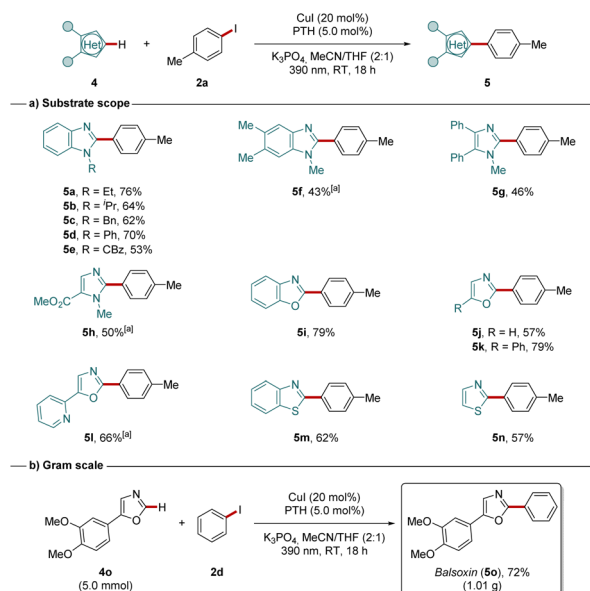 CuI (20 mol%)
PTH (5.0 mol%)
K3PO4, MeCN/THF (2:1)
390 nm, RT, 18 h
Het H + I Me Het Me
4 2a 5
a) Substrate scope
N N R Me
5a, R = Et, 76%
5b, R = iPr, 64%
5c, R = Bn, 62%
5d, R = Ph, 70%
5e, R = CBz, 53%
Me Me N N Me Me
5f, 43%[a]
Ph Ph N N Me Me
5g, 46%
MeO2C N N Me Me
5h, 50%[a]
N O Me
5i, 79%
R N O Me
5j, R = H, 57%
5k, R = Ph, 79%
N N O Me
5l, 66%[a]
N S Me
5m, 62%
N S Me
5n, 57%
b) Gram scale
MeO MeO N O H
4o
(5.0 mmol)
+
I
2d
CuI (20 mol%)
PTH (5.0 mol%)
K3PO4, MeCN/THF (2:1)
390 nm, RT, 18 h
MeO MeO N O
Balsoxin (5o), 72%
(1.01 g)